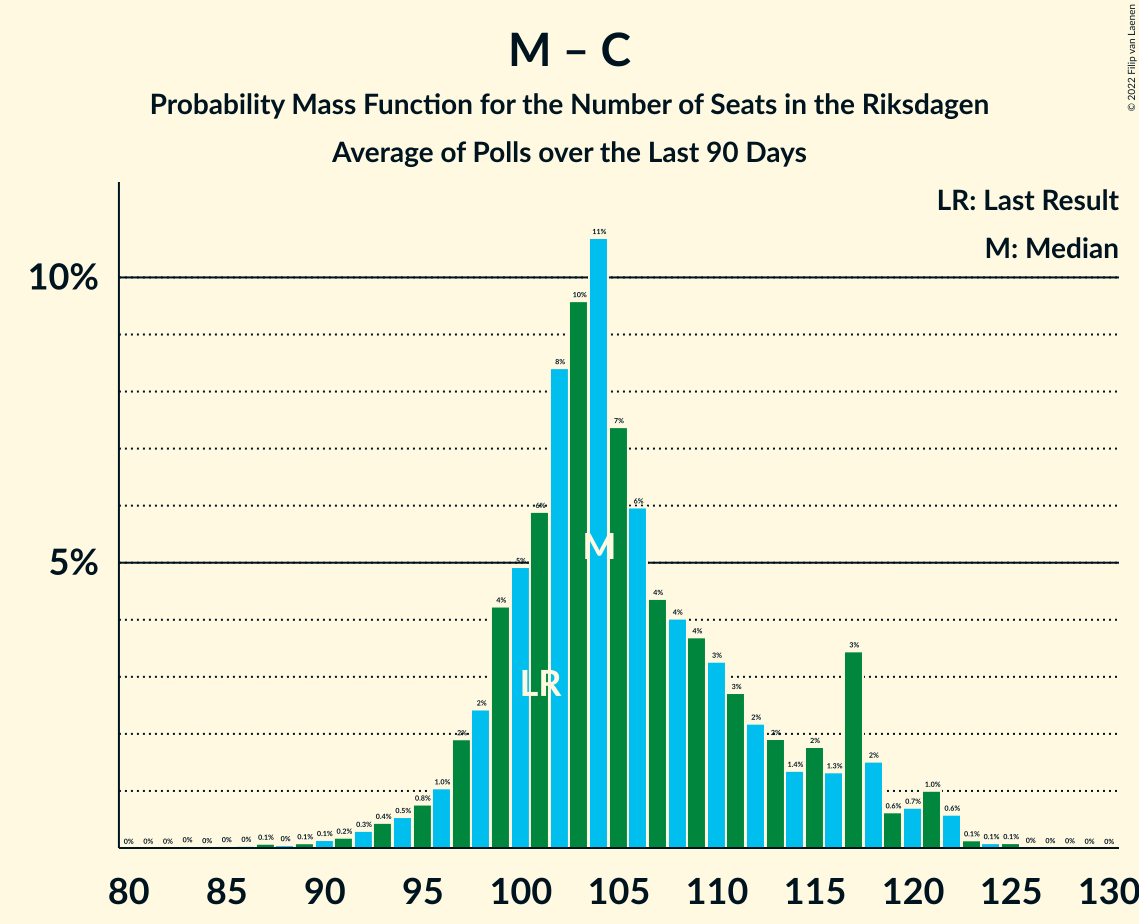 © 2022 Filip van Laenen
M – C
Probability Mass Function for the Number of Seats in the Riksdagen
Average of Polls over the Last 90 Days
LR: Last Result
M: Median
10%
5%
0% 0% 0% 0% 0% 0% 0% 0.1% 0% 0.1% 0.1% 0.2% 0.3% 0.4% 0.5% 0.8% 1.0% 2% 2% 4% 5% 6% 8% 10% 11% 7% 6% 4% 4% 4% 3% 3% 2% 2% 1.4% 2% 1.3% 3% 2% 0.6% 0.7% 1.0% 0.6% 0.1% 0.1% 0.1% 0% 0% 0% 0% 0%
M
LR
80 85 90 95 100 105 110 115 120 125 130